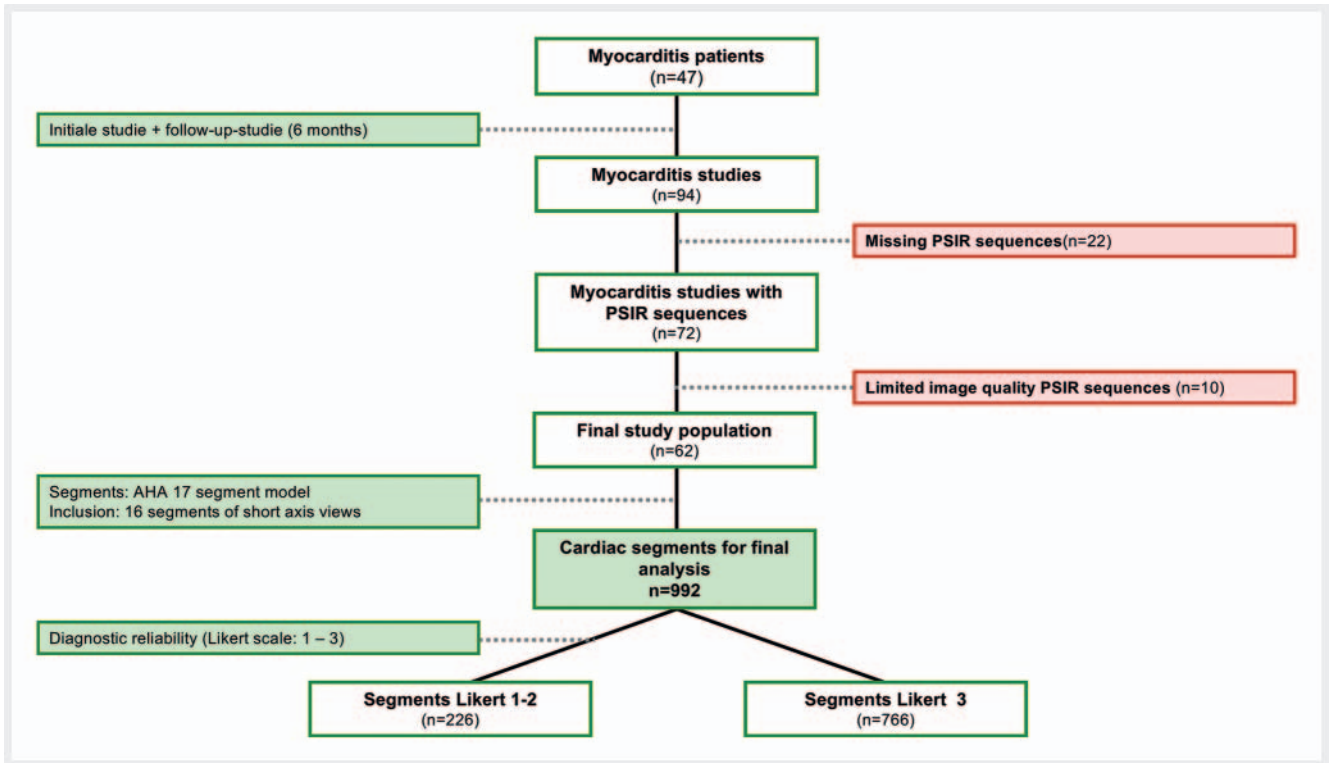 Myocarditis patients
(n=47)
Initiale studie + follow-up-studie (6 months)
Myocarditis studies
(n=94)
Missing PSIR sequences(n=22)
Myocarditis studies with
PSIR sequences
(n=72)
Limited image quality PSIR sequences (n=10)
Final study population
(n=62)
Segments: AHA 17 segment model
Inclusion: 16 segments of short axis views
Cardiac segments for final
analysis
n=992
Diagnostic reliability (Likert scale: 1 – 3)
Segments Likert 1-2
(n=226)
Segments Likert 3
(n=766)